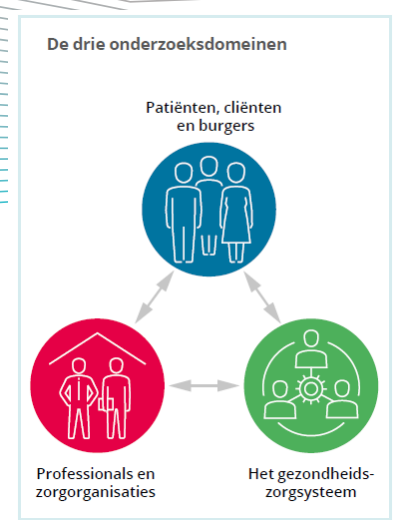 De drie onderzoeksdomeinen
Patiënten, cliënten
en burgers
Professionals en
zorgorganisaties
Het gezondheids-
zorgsysteem